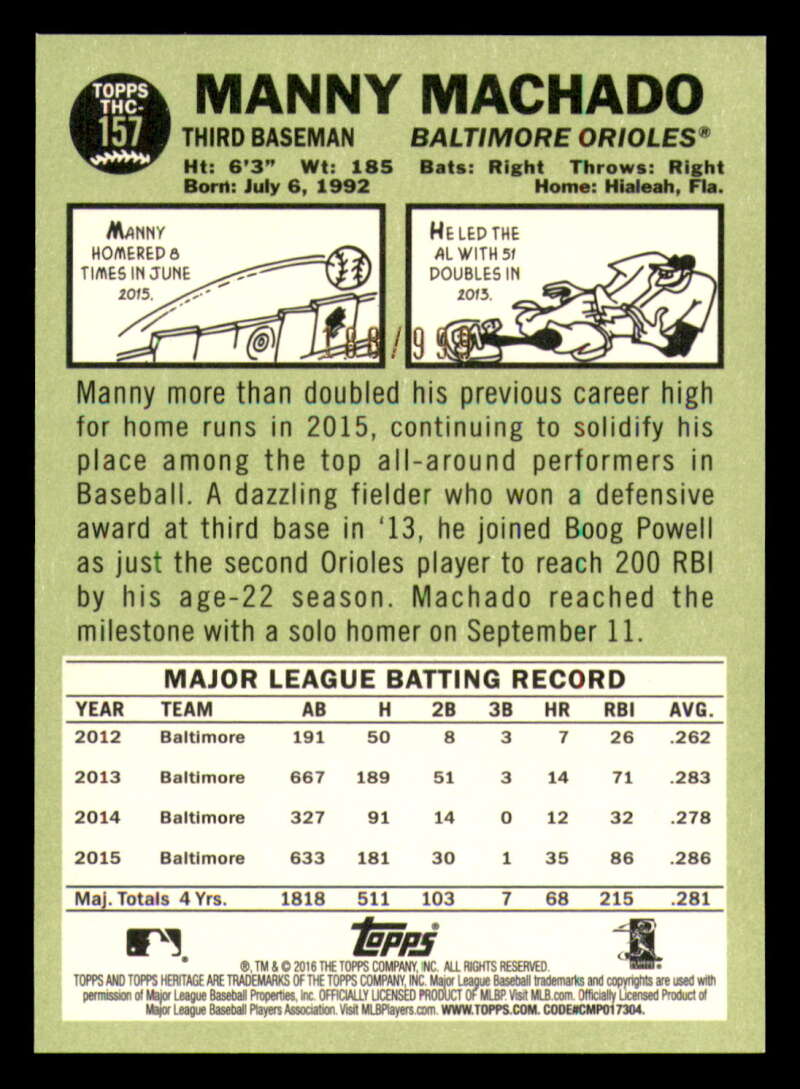 TOPPS
THC-
157
MANNY MACHADO
THIRD BASEMAN BALTIMORE ORIOLES®
Ht: 6'3" Wt: 185 Bats: Right Throws: Right
Born: July 6, 1992 Home: Hialeah, Fla.
MANNY
HOMERED 8
TIMES IN JUNE
2015.
HE LED THE
AL WITH 51
DOUBLES IN
2013.
188/999
Manny more than doubled his previous career high
for home runs in 2015, continuing to solidify his
place among the top all-around performers in
Baseball. A dazzling fielder who won a defensive
award at third base in '13, he joined Boog Powell
as just the second Orioles player to reach 200 RBI
by his age-22 season. Machado reached the
milestone with a solo homer on September 11.
MAJOR LEAGUE BATTING RECORD
YEAR TEAM AB H 2B 3B HR RBI AVG.
2012 Baltimore 191 50 8 3 7 26 .262
2013 Baltimore 667 189 51 3 14 71 .283
2014 Baltimore 327 91 14 0 12 32 .278
2015 Baltimore 633 181 30 1 35 86 .286
Maj. Totals 4 Yrs. 1818 511 103 7 68 215 .281
Topps®
®, TM & © 2016 THE TOPPS COMPANY, INC. ALL RIGHTS RESERVED.
TOPPS AND TOPPS HERITAGE ARE TRADEMARKS OF THE TOPPS COMPANY, INC. Major League Baseball trademarks and copyrights are used with
permission of Major League Baseball Properties, Inc. OFFICIALLY LICENSED PRODUCT OF MLBP. Visit MLB.com. Officially Licensed Product of
Major League Baseball Players Association. Visit MLBPlayers.com. WWW.TOPPS.COM. CODE#CMP017304.